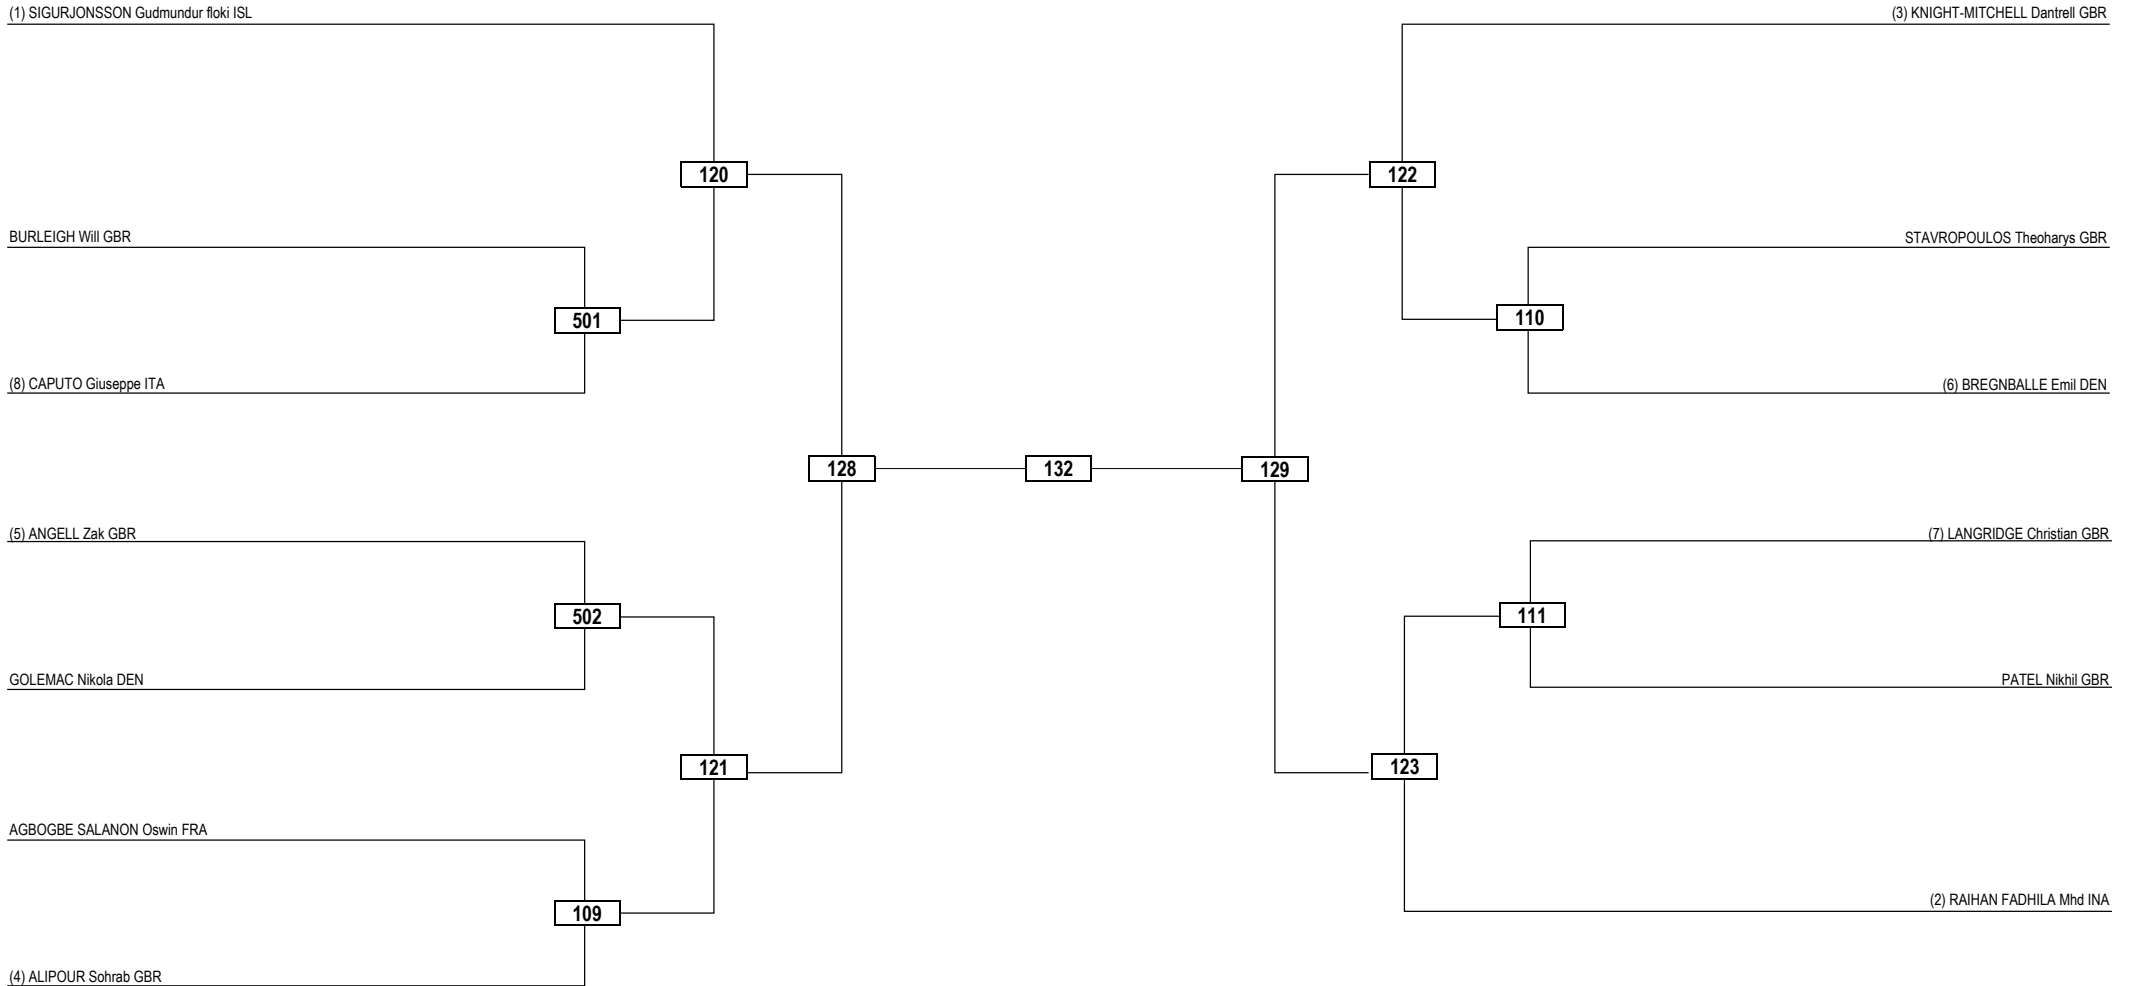 (1) SIGURJONSSON Gudmundur floki ISL
(3) KNIGHT-MITCHELL Dantrell GBR
120
122
BURLEIGH Will GBR
STAVROPOULOS Theoharys GBR
501
110
(8) CAPUTO Giuseppe ITA
(6) BREGNBALLE Emil DEN
128
132
129
(5) ANGELL Zak GBR
(7) LANGRIDGE Christian GBR
502
111
GOLEMAC Nikola DEN
PATEL Nikhil GBR
121
123
AGBOGBE SALANON Oswin FRA
109
(2) RAIHAN FADHILA Mhd INA
(4) ALIPOUR Sohrab GBR